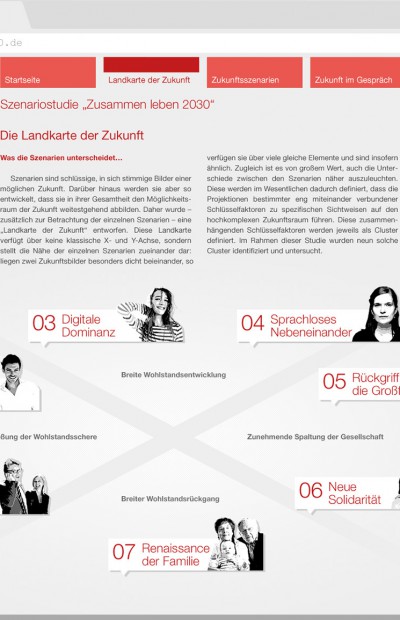 0.de
Startseite
Landkarte der Zukunft
Zukunftsszenarien
Zukunft im Gespräch
Szenariostudie „Zusammen leben 2030“
Die Landkarte der Zukunft
Was die Szenarien unterscheidet…
Szenarien sind schlüssige, in sich stimmige Bilder einer
möglichen Zukunft. Darüber hinaus werden sie aber so
entwickelt, dass sie in ihrer Gesamtheit den Möglichkeits-
raum der Zukunft weitestgehend abbilden. Daher wurde –
zusätzlich zur Betrachtung der einzelnen Szenarien – eine
„Landkarte der Zukunft“ entworfen. Diese Landkarte
verfügt über keine klassische X- und Y-Achse, sondern
stellt die Nähe der einzelnen Szenarien zueinander dar:
liegen zwei Zukunftsbilder besonders dicht beieinander, so
verfügen sie über viele gleiche Elemente und sind insofern
ähnlich. Zugleich ist es von großem Wert, auch die Unter-
schiede zwischen den Szenarien näher auszuleuchten.
Diese werden im Wesentlichen dadurch definiert, dass die
Projektionen bestimmter eng miteinander verbundener
Schlüsselfaktoren zu spezifischen Sichtweisen auf den
hochkomplexen Zukunftsraum führen. Diese zusammen-
hängenden Schlüsselfaktoren werden jeweils als Cluster
definiert. Im Rahmen dieser Studie wurden neun solche
Cluster identifiziert und untersucht.
03 Digitale
Dominanz
04 Sprachloses
Nebeneinander
Breite Wohlstandsentwicklung
05 Rückgriff
die Großf
ößung der Wohlstandsschere
Zunehmende Spaltung der Gesellschaft
06 Neue
Solidarität
Breiter Wohlstandsrückgang
07 Renaissance
der Familie